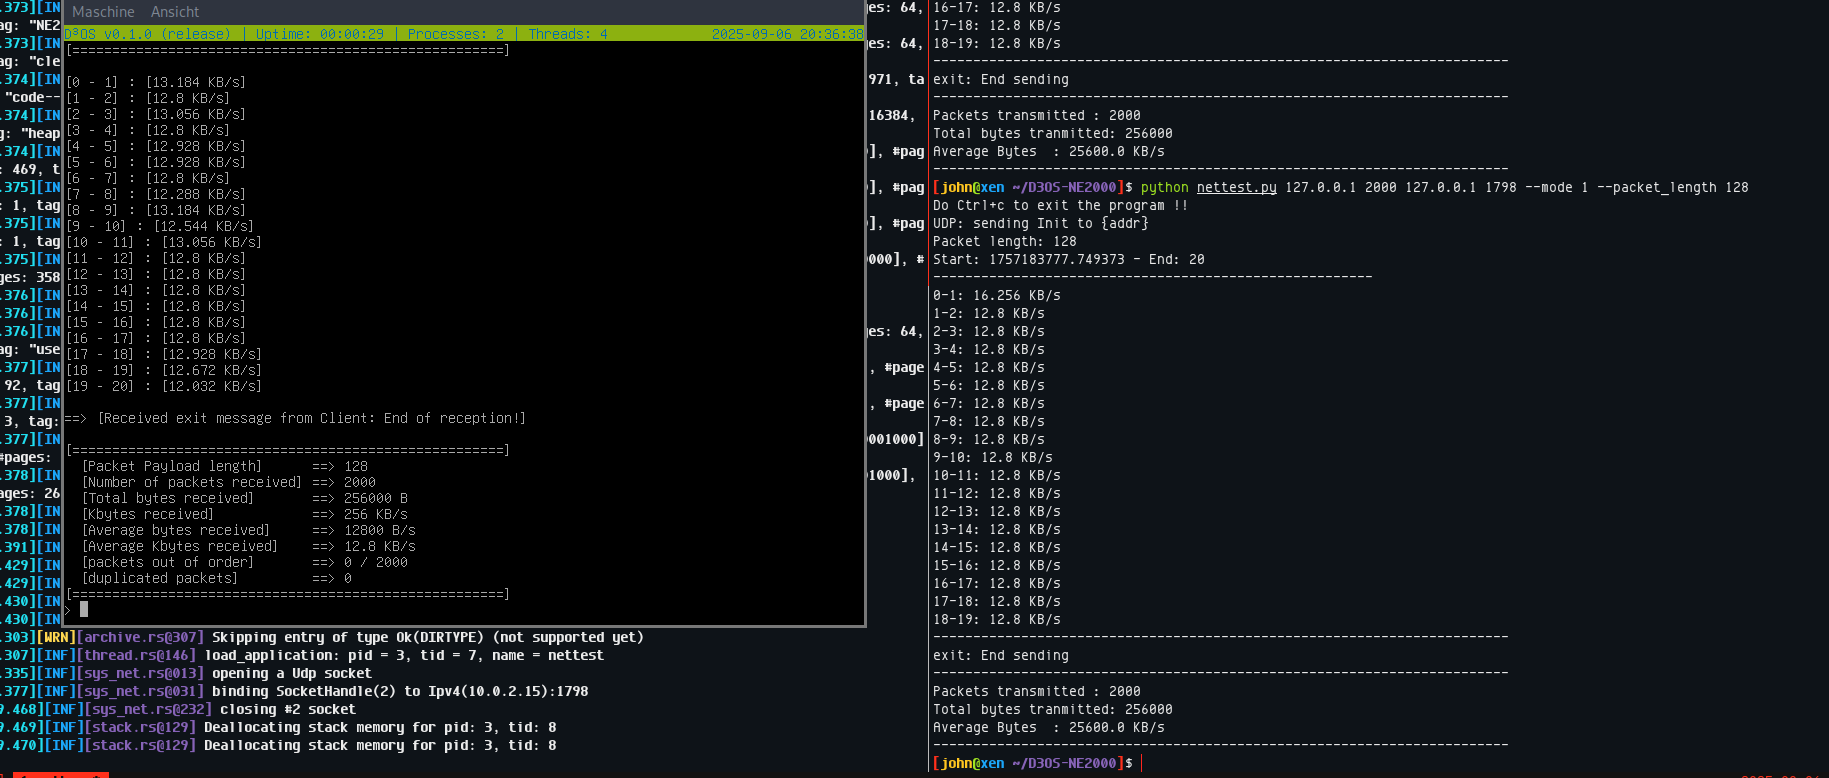 Maschine Ansicht
D³OS v0.1.0 (release) | Uptime: 00:00:29 | Processes: 2 | Threads: 4 2025-09-06 20:36:38
[======================================================]
[0 - 1] : [13.184 KB/s]
[1 - 2] : [12.8 KB/s]
[2 - 3] : [13.056 KB/s]
[3 - 4] : [12.8 KB/s]
[4 - 5] : [12.928 KB/s]
[5 - 6] : [12.928 KB/s]
[6 - 7] : [12.8 KB/s]
[7 - 8] : [12.288 KB/s]
[8 - 9] : [13.184 KB/s]
[9 - 10] : [12.544 KB/s]
[10 - 11] : [13.056 KB/s]
[11 - 12] : [12.8 KB/s]
[12 - 13] : [12.8 KB/s]
[13 - 14] : [12.8 KB/s]
[14 - 15] : [12.8 KB/s]
[15 - 16] : [12.8 KB/s]
[16 - 17] : [12.8 KB/s]
[17 - 18] : [12.928 KB/s]
[18 - 19] : [12.672 KB/s]
[19 - 20] : [12.032 KB/s]
==> [Received exit message from Client: End of reception!]
[======================================================]
[Packet Payload length] ==> 128
[Number of packets received] ==> 2000
[Total bytes received] ==> 256000 B
[Kbytes received] ==> 256 KB/s
[Average bytes received] ==> 12800 B/s
[Average Kbytes received] ==> 12.8 KB/s
[packets out of order] ==> 0 / 2000
[duplicated packets] ==> 0
[======================================================]
>
.373][IN
ag: "NE2
.373][IN
ag: "cle
.374][IN
"code--
.374][IN
g: "heap
.374][IN
: 469, t
.375][IN
: 1, tag
.375][IN
: 1, tag
.375][IN
ges: 358
.376][IN
.376][IN
.376][IN
ag: "use
.377][IN
92, tag
.377][IN
3, tag:
.377][IN
#pages:
.378][IN
ages: 26
.378][IN
.378][IN
.391][IN
.429][IN
.429][IN
.430][IN
.430][IN
es: 64,
es: 64,
971, ta
16384,
], #pag
], #pag
], #pag
000], #
es: 64,
, #page
, #page
001000]
1000],
.303][WRN][archive.rs@307] Skipping entry of type Ok(DIRTYPE) (not supported yet)
.307][INF][thread.rs@146] load_application: pid = 3, tid = 7, name = nettest
.335][INF][sys_net.rs@013] opening a Udp socket
.377][INF][sys_net.rs@031] binding SocketHandle(2) to Ipv4(10.0.2.15):1798
9.468][INF][sys_net.rs@232] closing #2 socket
9.469][INF][stack.rs@129] Deallocating stack memory for pid: 3, tid: 8
9.470][INF][stack.rs@129] Deallocating stack memory for pid: 3, tid: 8
16-17: 12.8 KB/s
17-18: 12.8 KB/s
18-19: 12.8 KB/s
------------------------------------------------------------------------
exit: End sending
------------------------------------------------------------------------
Packets transmitted : 2000
Total bytes tranmitted: 256000
Average Bytes : 25600.0 KB/s
------------------------------------------------------------------------
[john@xen ~/D3OS-NE2000]$ python nettest.py 127.0.0.1 2000 127.0.0.1 1798 --mode 1 --packet_length 128
Do Ctrl+c to exit the program !!
UDP: sending Init to {addr}
Packet length: 128
Start: 1757183777.749373 - End: 20
-------------------------------------------------------
0-1: 16.256 KB/s
1-2: 12.8 KB/s
2-3: 12.8 KB/s
3-4: 12.8 KB/s
4-5: 12.8 KB/s
5-6: 12.8 KB/s
6-7: 12.8 KB/s
7-8: 12.8 KB/s
8-9: 12.8 KB/s
9-10: 12.8 KB/s
10-11: 12.8 KB/s
11-12: 12.8 KB/s
12-13: 12.8 KB/s
13-14: 12.8 KB/s
14-15: 12.8 KB/s
15-16: 12.8 KB/s
16-17: 12.8 KB/s
17-18: 12.8 KB/s
18-19: 12.8 KB/s
------------------------------------------------------------------------
exit: End sending
------------------------------------------------------------------------
Packets transmitted : 2000
Total bytes tranmitted: 256000
Average Bytes : 25600.0 KB/s
------------------------------------------------------------------------
[john@xen ~/D3OS-NE2000]$